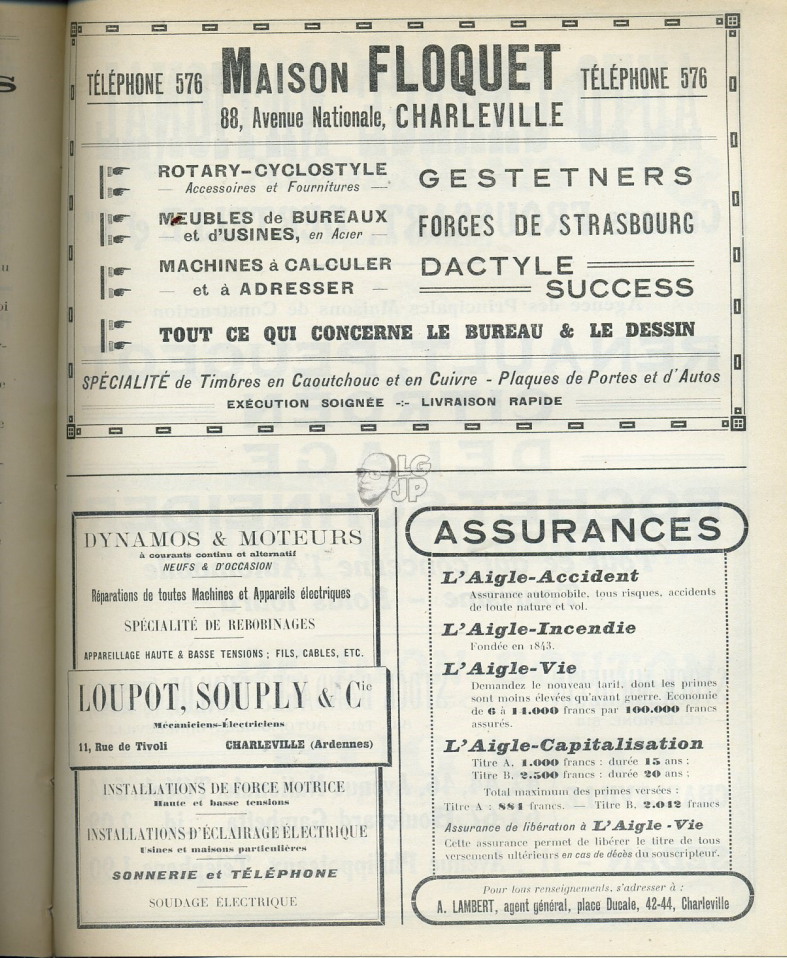 TÉLÉPHONE 576 MAISON FLOQUET TÉLÉPHONE 576
88, Avenue Nationale, CHARLEVILLE
ROTARY-CYCLOSTYLE
— Accessoires et Fournitures —
GESTETNERS
MEUBLES de BUREAUX
— et d'USINES, en Acier —
FORGES DE STRASBOURG
MACHINES à CALCULER
— et à ADRESSER —
DACTYLE
SUCCESS
TOUT CE QUI CONCERNE LE BUREAU & LE DESSIN
SPÉCIALITÉ de Timbres en Caoutchouc et en Cuivre - Plaques de Portes et d'Autos
EXÉCUTION SOIGNÉE -:- LIVRAISON RAPIDE
LG
JP
DYNAMOS & MOTEURS
à courants continu et alternatif
NEUFS & D'OCCASION
Réparations de toutes Machines et Appareils électriques
SPÉCIALITÉ DE REBOBINAGES
APPAREILLAGE HAUTE & BASSE TENSIONS ; FILS, CABLES, ETC.
LOUPOT, SOUPLY & Cie
Mécaniciens-Électriciens
11, Rue de Tivoli CHARLEVILLE (Ardennes)
INSTALLATIONS DE FORCE MOTRICE
Haute et basse tensions
INSTALLATIONS D'ÉCLAIRAGE ÉLECTRIQUE
Usines et maisons particulières
SONNERIE et TÉLÉPHONE
SOUDAGE ÉLECTRIQUE
ASSURANCES
L'Aigle-Accident
Assurance automobile, tous risques, accidents
de toute nature et vol.
L'Aigle-Incendie
Fondée en 1843.
L'Aigle-Vie
Demandez le nouveau tarif, dont les primes
sont moins élevées qu'avant guerre. Economie
de 6 à 14.000 francs par 100.000 francs
assurés.
L'Aigle-Capitalisation
Titre A. 1.000 francs : durée 15 ans ;
Titre B. 2.500 francs : durée 20 ans ;
Total maximum des primes versées :
Titre A : 884 francs. — Titre B. 2.042 francs
Assurance de libération à L'Aigle-Vie
Cette assurance permet de libérer le titre de tous
versements ultérieurs en cas de décès du souscripteur.
Pour tous renseignements, s'adresser à :
A. LAMBERT, agent général, place Ducale, 42-44, Charleville